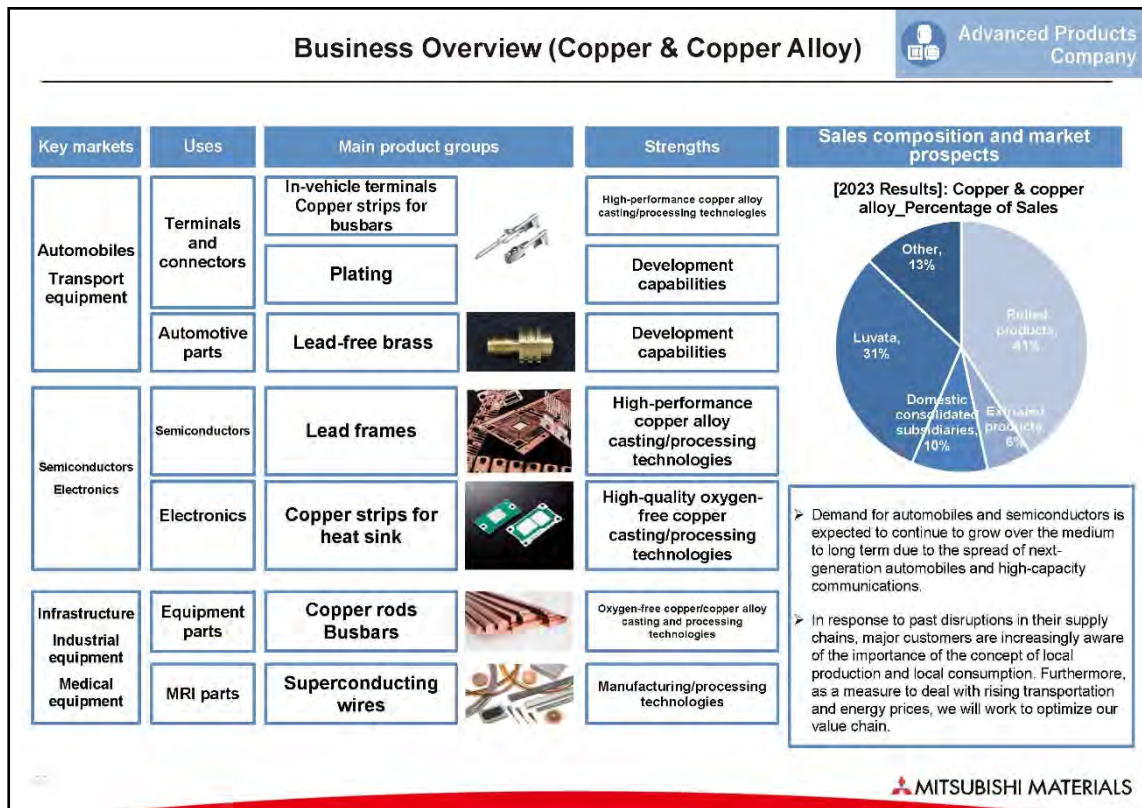 Business Overview (Copper & Copper Alloy)
Advanced Products
Company
Key markets
Uses
Main product groups
Strengths
Sales composition and market
prospects
Automobiles
Transport
equipment
Terminals
and
connectors
In-vehicle terminals
Copper strips for
busbars
High-performance copper alloy
casting/processing technologies
Plating
Development
capabilities
Automotive
parts
Lead-free brass
Development
capabilities
Semiconductors
Electronics
Semiconductors
Lead frames
High-performance
copper alloy
casting/processing
technologies
Electronics
Copper strips for
heat sink
High-quality oxygen-
free copper
casting/processing
technologies
Infrastructure
Industrial
equipment
Medical
equipment
Equipment
parts
Copper rods
Busbars
Oxygen-free copper/copper alloy
casting and processing
technologies
MRI parts
Superconducting
wires
Manufacturing/processing
technologies
[2023 Results]: Copper & copper
alloy_Percentage of Sales
Other,
13%
Rolled
products,
41%
Luvata,
31%
Domestic
consolidated
subsidiaries,
10%
Extruded
products,
6%
➢ Demand for automobiles and semiconductors is
expected to continue to grow over the medium
to long term due to the spread of next-
generation automobiles and high-capacity
communications.
➢ In response to past disruptions in their supply
chains, major customers are increasingly aware
of the importance of the concept of local
production and local consumption. Furthermore,
as a measure to deal with rising transportation
and energy prices, we will work to optimize our
value chain.
MITSUBISHI MATERIALS